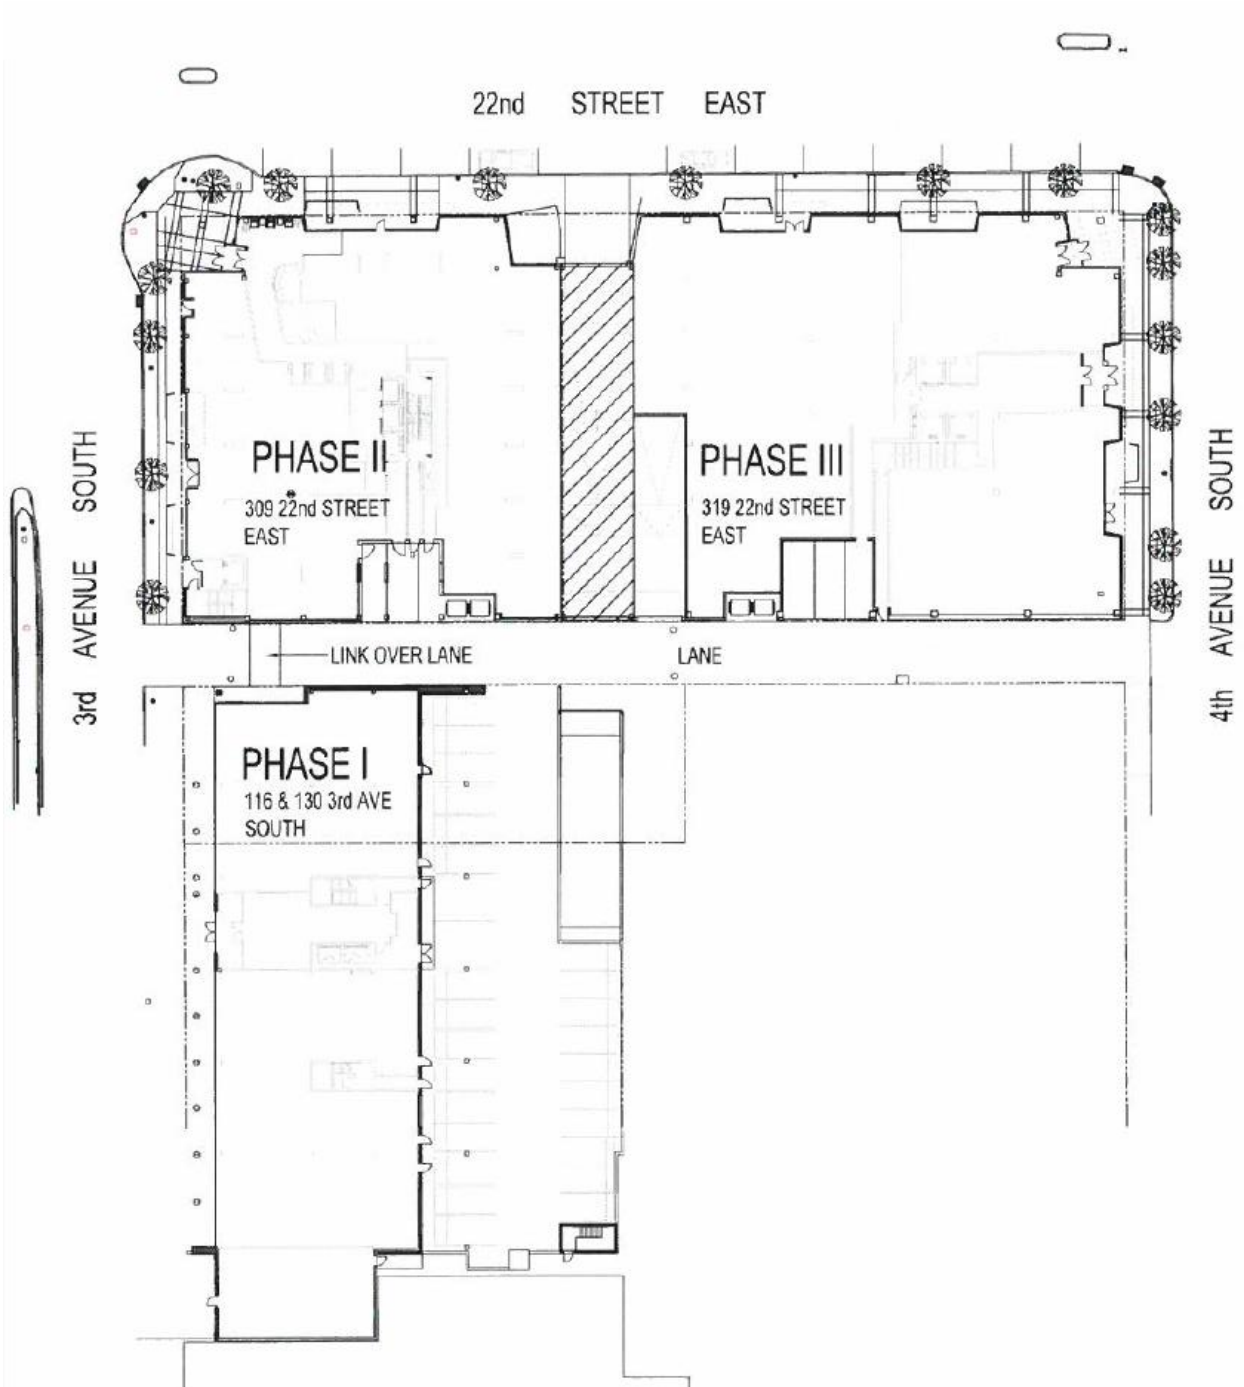 22nd STREET EAST
3rd AVENUE SOUTH
4th AVENUE SOUTH
PHASE II
309 22nd STREET
EAST
PHASE III
319 22nd STREET
EAST
LINK OVER LANE
LANE
PHASE I
116 & 130 3rd AVE
SOUTH